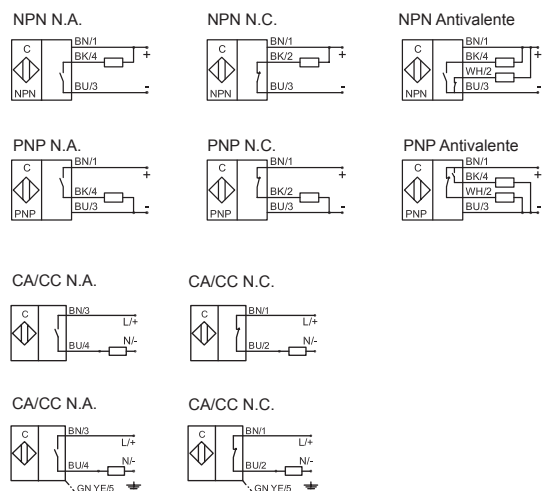 NPN N.A.
NPN N.C.
NPN Antivalente
C
BN/1
BK/4
+
NPN
BU/3
-
C
BN/1
BK/2
+
NPN
BU/3
-
C
BN/1
BK/4
+
WH/2
NPN
BU/3
-
PNP N.A.
PNP N.C.
PNP Antivalente
C
BN/1
+
BK/4
PNP
BU/3
-
C
BN/1
+
BK/2
PNP
BU/3
-
C
BN/1
BK/4
+
WH/2
PNP
BU/3
-
CA/CC N.A.
CA/CC N.C.
C
BN/3
L/+
N/-
BU/4
C
BN/1
L/+
N/-
BU/2
CA/CC N.A.
CA/CC N.C.
C
BN/3
L/+
N/-
BU/4
GN YE/5
C
BN/1
L/+
N/-
BU/2
GN YE/5